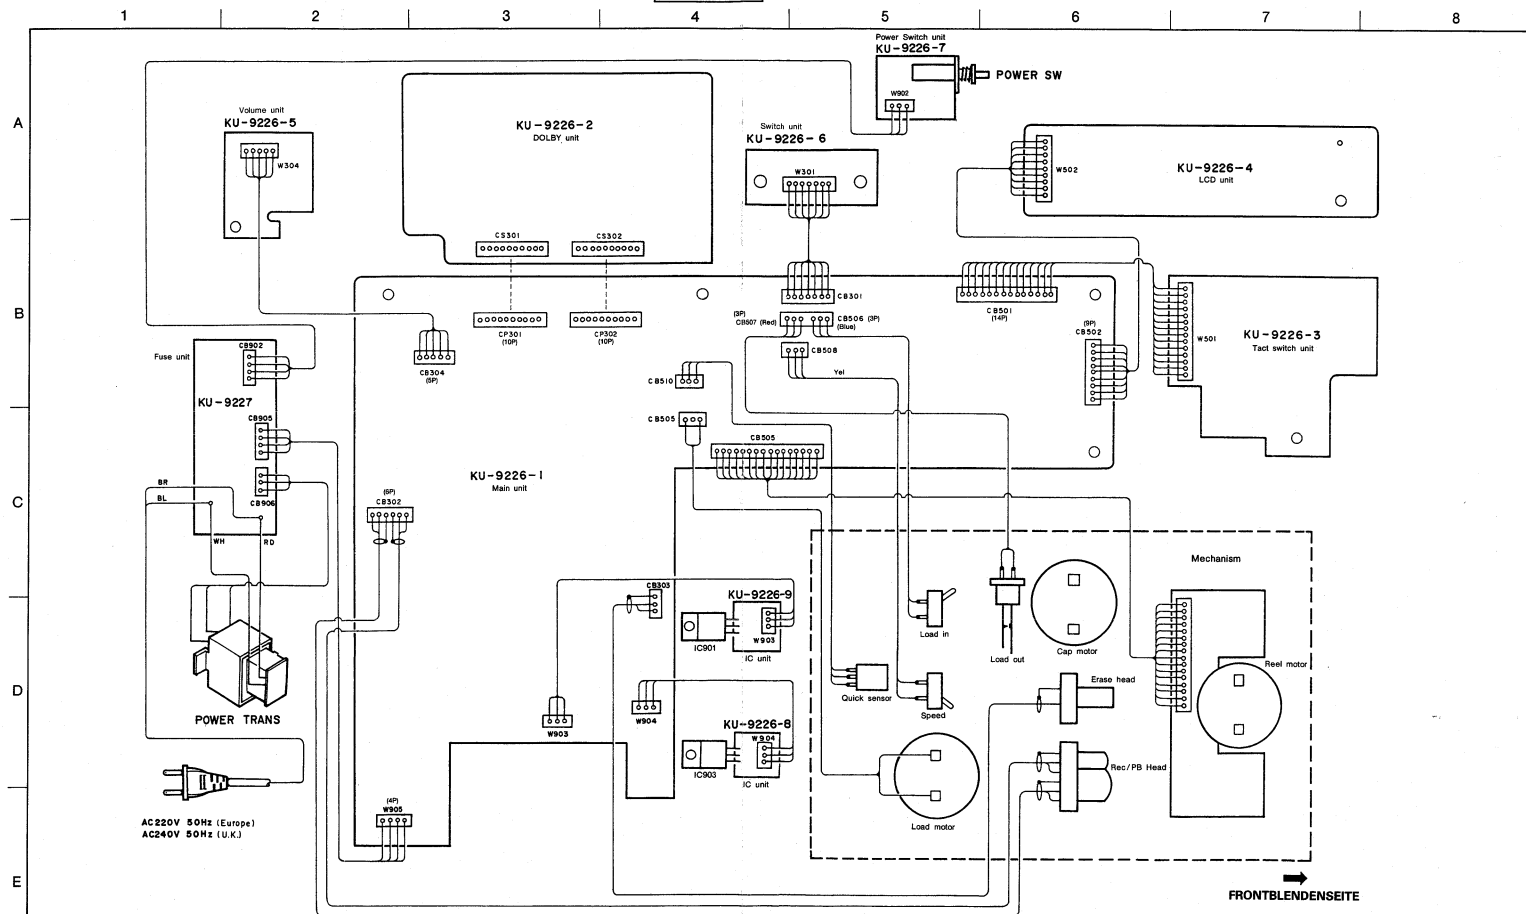 1 2 3 4 5 6 7 8
A
B
C
D
E
Power Switch unit
KU-9226-7
POWER SW
W902
Volume unit
KU-9226-5
W304
KU-9226-2
DOLBY unit
CS301
CS302
Switch unit
KU-9226-6
W301
W502
KU-9226-4
LCD unit
CB301
(3P)
CB507 (Red)
CB506 (3P)
(Blue)
CB501
(14P)
(9P)
CB502
W501
KU-9226-3
Tact switch unit
CP301
(10P)
CP302
(10P)
CB304
(5P)
CB508
Yel
CB510
CB505
CB505
Fuse unit
CB902
KU-9227
CB905
CB906
BR
BL
WH
RD
KU-9226-1
Main unit
(6P)
CB302
CB303
KU-9226-9
IC901
W903
IC unit
W903
W904
KU-9226-8
W904
IC903
IC unit
POWER TRANS
AC220V 50Hz (Europe)
AC240V 50Hz (U.K.)
(4P)
W905
Mechanism
Load in
Load out
Cap motor
Quick sensor
Speed
Erase head
Reel motor
Rec/PB Head
Load motor
FRONTBLENDENSEITE